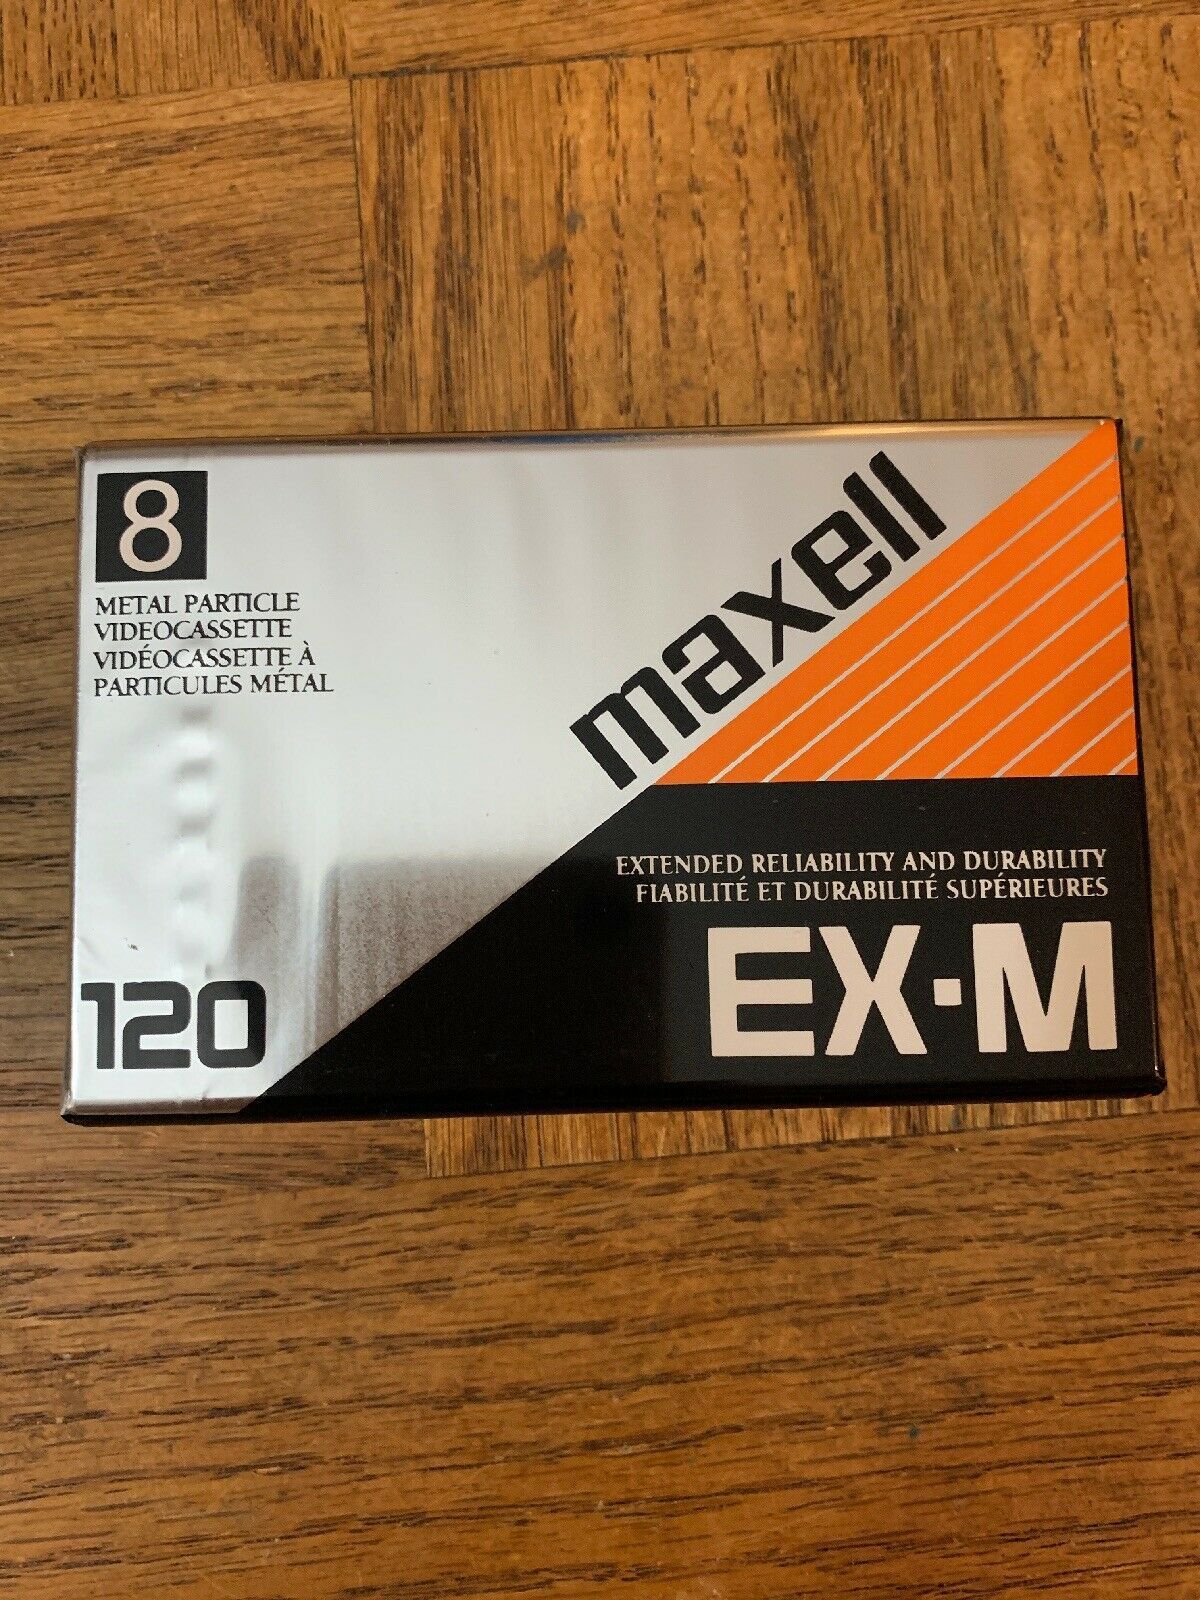 8
METAL PARTICLE
VIDEOCASSETTE
VIDÉOCASSETTE À
PARTICULES MÉTAL
maxell
EXTENDED RELIABILITY AND DURABILITY
FIABILITÉ ET DURABILITÉ SUPÉRIEURES
EX·M
120